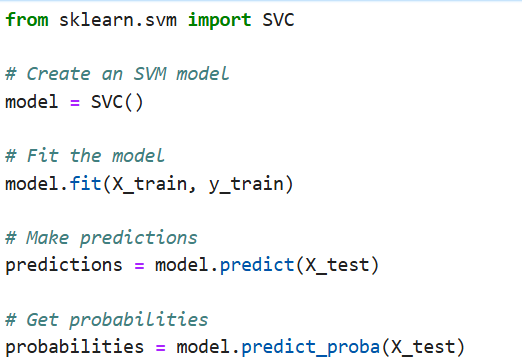 from sklearn.svm import SVC
# Create an SVM model
model = SVC()
# Fit the model
model.fit(X_train, y_train)
# Make predictions
predictions = model.predict(X_test)
# Get probabilities
probabilities = model.predict_proba(X_test)